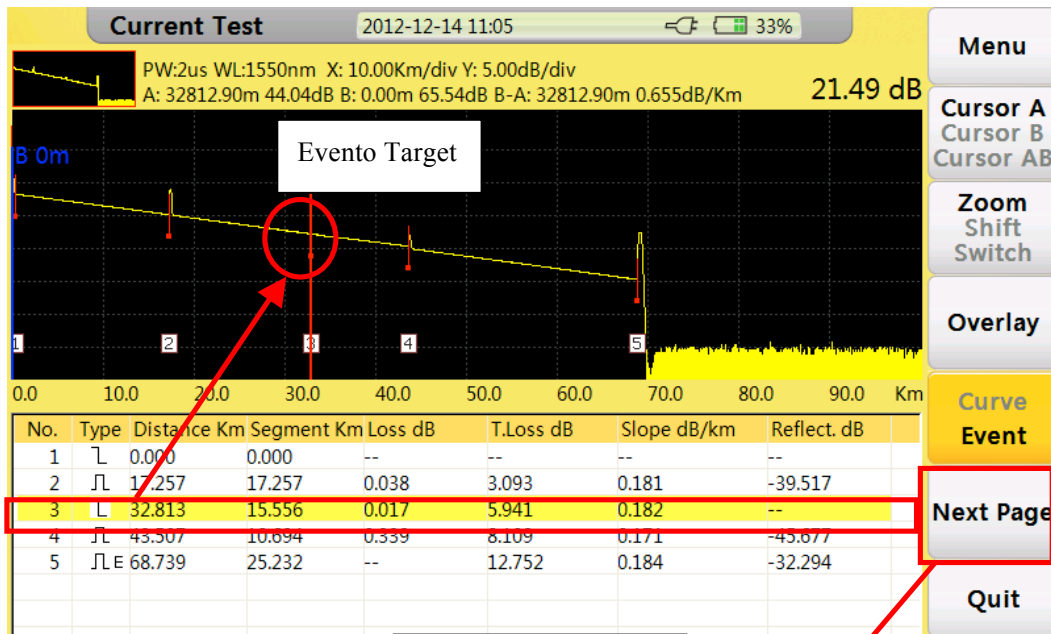 Current Test 2012-12-14 11:05 33%
PW:2us WL:1550nm X: 10.00Km/div Y: 5.00dB/div
A: 32812.90m 44.04dB B: 0.00m 65.54dB B-A: 32812.90m 0.655dB/Km 21.49 dB
Evento Target
B 0m
1 2 3 4 5
0.0 10.0 20.0 30.0 40.0 50.0 60.0 70.0 80.0 90.0 Km
No. Type Distance Km Segment Km Loss dB T.Loss dB Slope dB/km Reflect. dB
1 0.000 0.000 -- -- -- --
2 17.257 17.257 0.038 3.093 0.181 -39.517
3 32.813 15.556 0.017 5.941 0.182 --
4 43.507 10.694 0.339 8.109 0.171 -45.677
5 E 68.739 25.232 -- 12.752 0.184 -32.294
Menu
Cursor A
Cursor B
Cursor AB
Zoom
Shift
Switch
Overlay
Curve
Event
Next Page
Quit